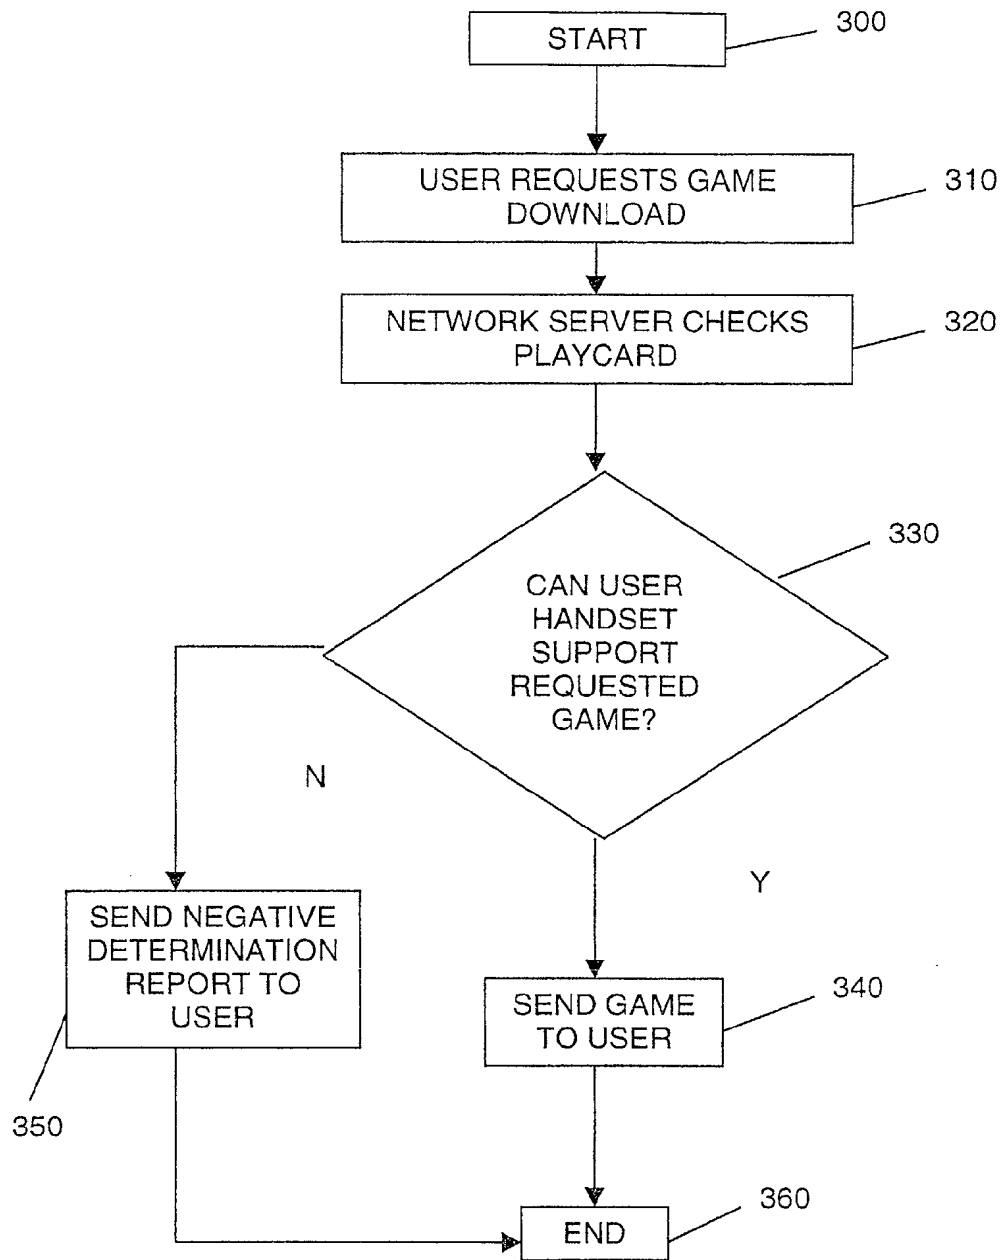 START
300
USER REQUESTS GAME
DOWNLOAD
310
NETWORK SERVER CHECKS
PLAYCARD
320
330
CAN USER
HANDSET
SUPPORT
REQUESTED
GAME?
N
Y
SEND NEGATIVE
DETERMINATION
REPORT TO
USER
350
SEND GAME
TO USER
340
END
360